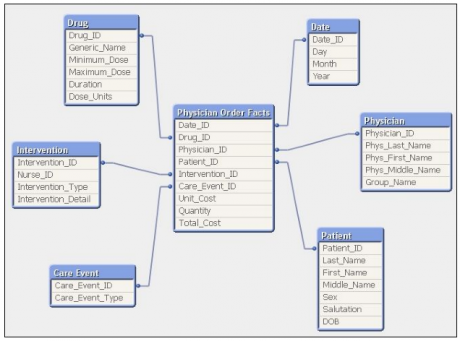 Drug
Drug_ID
Generic_Name
Minimum_Dose
Maximum_Dose
Duration
Dose_Units
Date
Date_ID
Day
Month
Year
Physician Order Facts
Date_ID
Drug_ID
Physician_ID
Patient_ID
Intervention_ID
Care_Event_ID
Unit_Cost
Quantity
Total_Cost
Physician
Physician_ID
Phys_Last_Name
Phys_First_Name
Phys_Middle_Name
Group_Name
Intervention
Intervention_ID
Nurse_ID
Intervention_Type
Intervention_Detail
Care Event
Care_Event_ID
Care_Event_Type
Patient
Patient_ID
Last_Name
First_Name
Middle_Name
Sex
Salutation
DOB